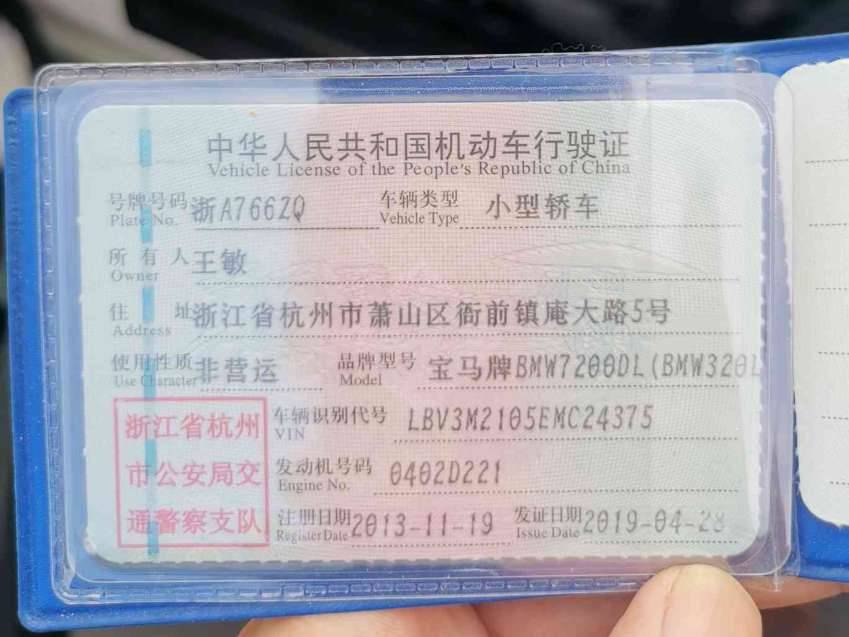 中华人民共和国机动车行驶证
Vehicle License of the People's Republic of China
号牌号码 浙A766ZQ 车辆类型 小型轿车
Plate No. Vehicle Type
所有人 王敏
Owner
住址 浙江省杭州市萧山区衙前镇庵大路5号
Address
使用性质 非营运 品牌型号 宝马牌BMW7200DL(BMW320L
Use Character Model
浙江省杭州
市公安局交
通警察支队
车辆识别代号 LBV3M2105EMC24375
VIN
发动机号码 0402D221
Engine No.
注册日期 2013-11-19 发证日期 2019-04-28
Register Date Issue Date